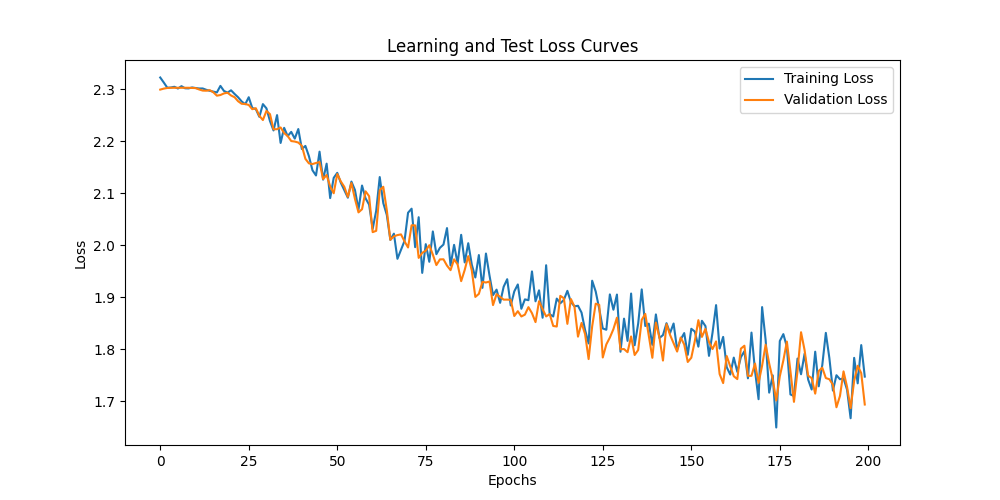 Learning and Test Loss Curves
Training Loss
Validation Loss
2.3
2.2
2.1
2.0
1.9
1.8
1.7
Loss
0 25 50 75 100 125 150 175 200
Epochs